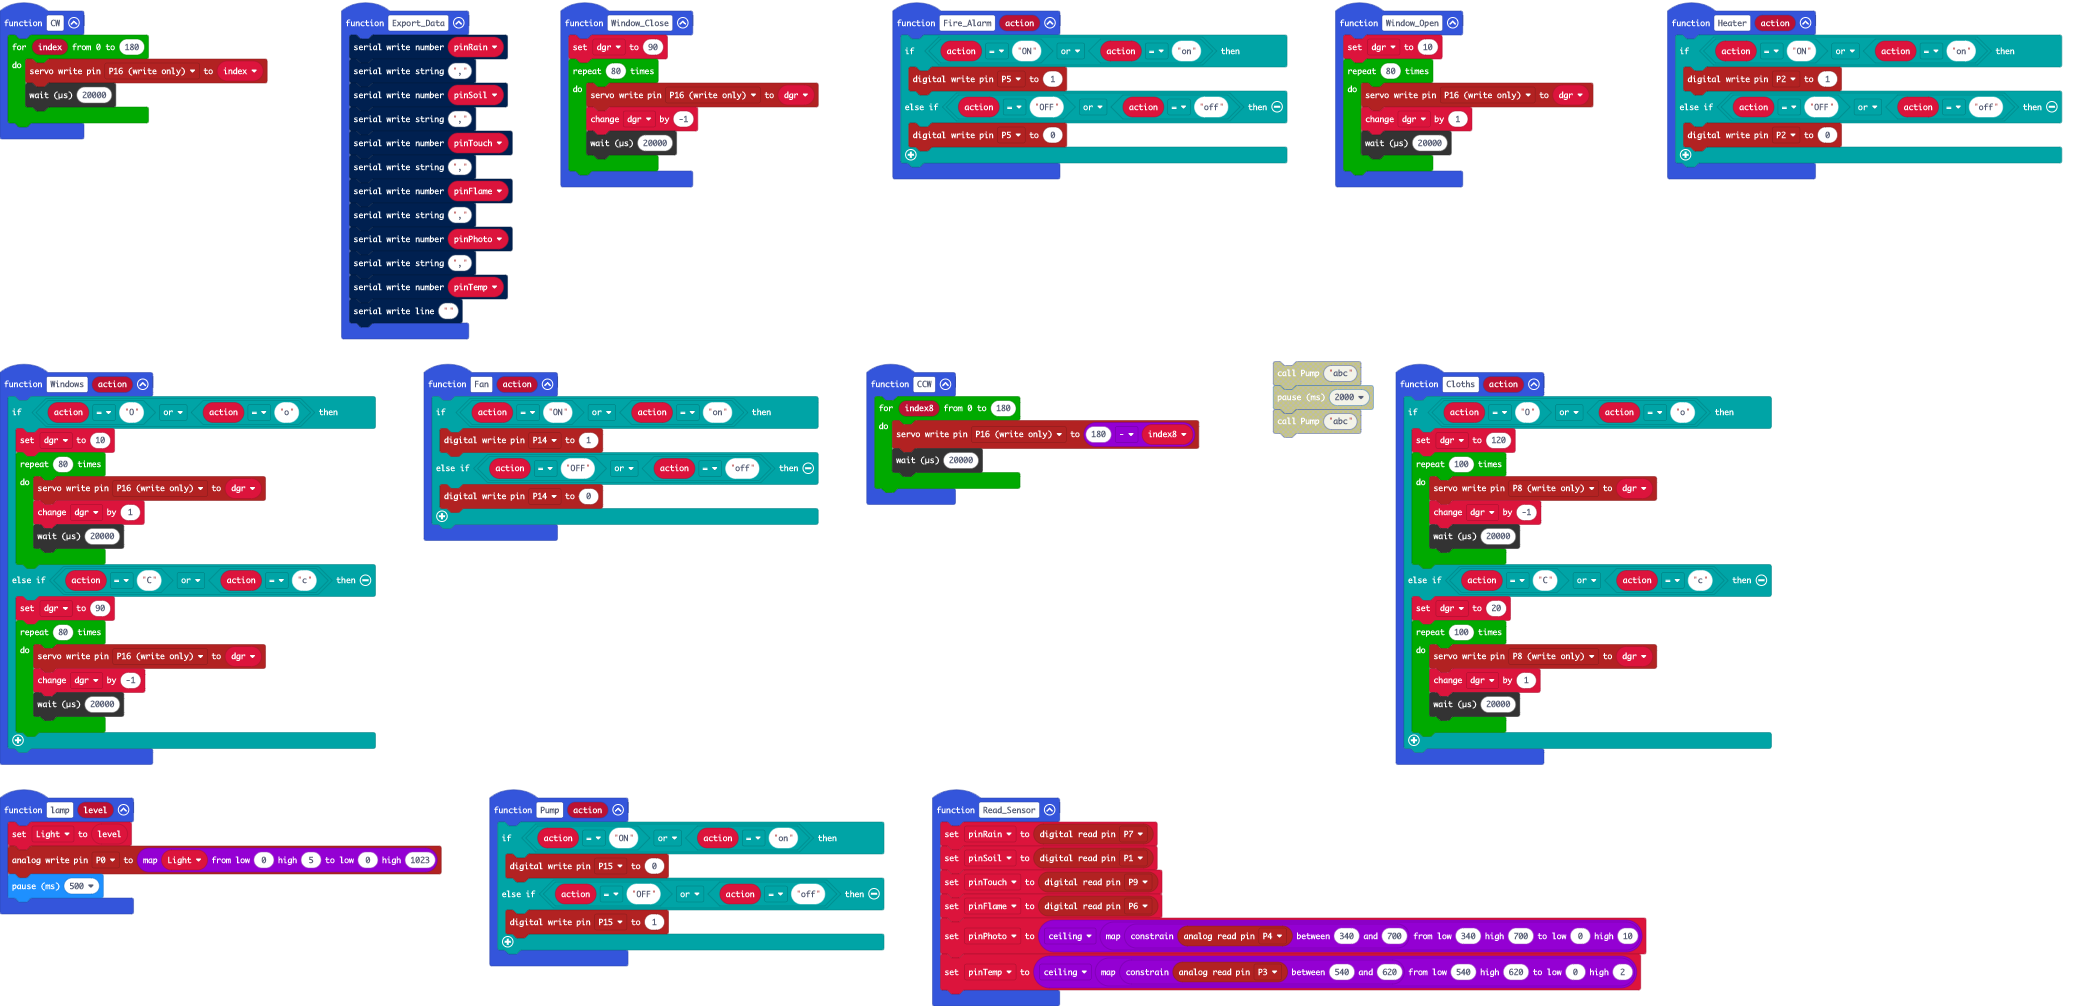 function CW
for index from 0 to 180
do
servo write pin P16 (write only) to index
wait (µs) 20000
function Export_Data
serial write number pinRain
serial write string ","
serial write number pinSoil
serial write string ","
serial write number pinTouch
serial write string ","
serial write number pinFlame
serial write string ","
serial write number pinPhoto
serial write string ","
serial write number pinTemp
serial write line ""
function Window_Close
set dgr to 90
repeat 80 times
do
servo write pin P16 (write only) to dgr
change dgr by -1
wait (µs) 20000
function Fire_Alarm action
if action = "ON" or action = "on" then
digital write pin P5 to 1
else if action = "OFF" or action = "off" then
digital write pin P5 to 0
function Window_Open
set dgr to 10
repeat 80 times
do
servo write pin P16 (write only) to dgr
change dgr by 1
wait (µs) 20000
function Heater action
if action = "ON" or action = "on" then
digital write pin P2 to 1
else if action = "OFF" or action = "off" then
digital write pin P2 to 0
function Windows action
if action = "O" or action = "o" then
set dgr to 10
repeat 80 times
do
servo write pin P16 (write only) to dgr
change dgr by 1
wait (µs) 20000
else if action = "C" or action = "c" then
set dgr to 90
repeat 80 times
do
servo write pin P16 (write only) to dgr
change dgr by -1
wait (µs) 20000
function Fan action
if action = "ON" or action = "on" then
digital write pin P14 to 1
else if action = "OFF" or action = "off" then
digital write pin P14 to 0
function CCW
for index8 from 0 to 180
do
servo write pin P16 (write only) to 180 - index8
wait (µs) 20000
call Pump "abc"
pause (ms) 2000
call Pump "abc"
function Cloths action
if action = "O" or action = "o" then
set dgr to 120
repeat 100 times
do
servo write pin P8 (write only) to dgr
change dgr by -1
wait (µs) 20000
else if action = "C" or action = "c" then
set dgr to 20
repeat 100 times
do
servo write pin P8 (write only) to dgr
change dgr by 1
wait (µs) 20000
function lamp level
set Light to level
analog write pin P0 to map Light from low 0 high 5 to low 0 high 1023
pause (ms) 500
function Pump action
if action = "ON" or action = "on" then
digital write pin P15 to 0
else if action = "OFF" or action = "off" then
digital write pin P15 to 1
function Read_Sensor
set pinRain to digital read pin P7
set pinSoil to digital read pin P1
set pinTouch to digital read pin P9
set pinFlame to digital read pin P6
set pinPhoto to ceiling map constrain analog read pin P4 between 340 and 700 from low 340 high 700 to low 0 high 10
set pinTemp to ceiling map constrain analog read pin P3 between 540 and 620 from low 540 high 620 to low 0 high 2